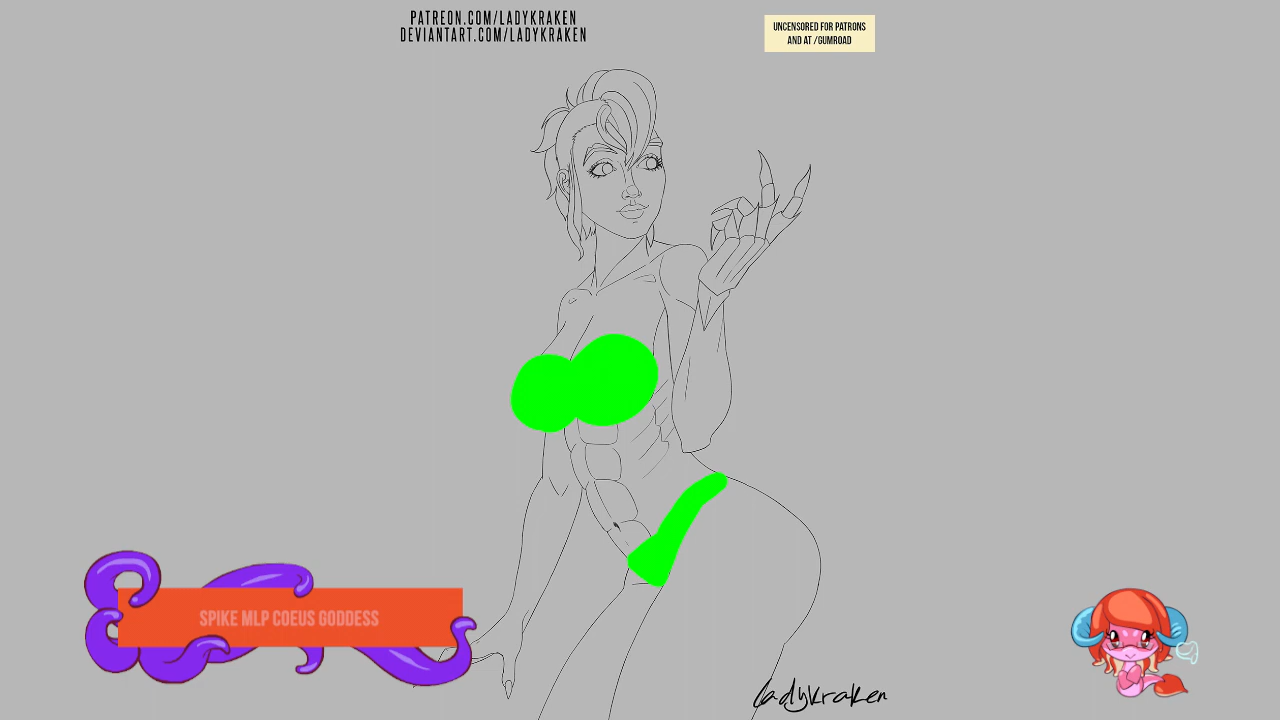 PATREON.COM/LADYKRAKEN
DEVIANTART.COM/LADYKRAKEN
UNCENSORED FOR PATRONS
AND AT /GUMROAD
SPIKE MLP COEUS GODDESS
ladykraken